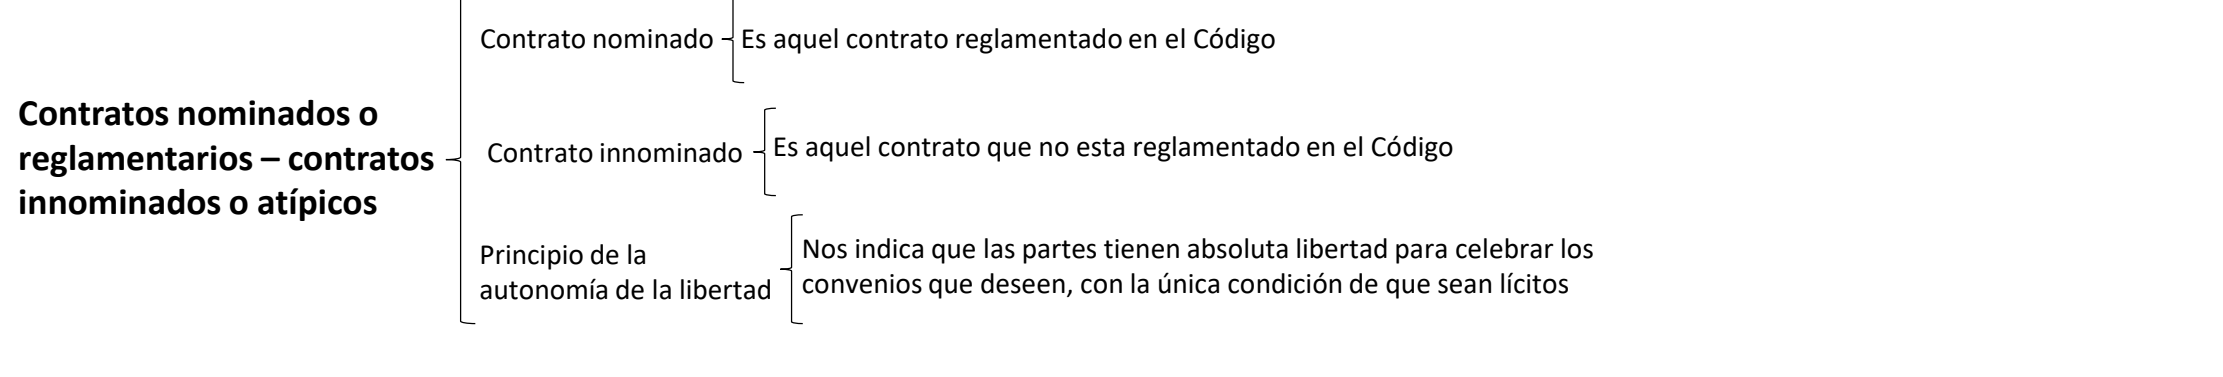 Contratos nominados o
reglamentarios – contratos
innominados o atípicos
Contrato nominado
Es aquel contrato reglamentado en el Código
Contrato innominado
Es aquel contrato que no esta reglamentado en el Código
Principio de la
autonomía de la libertad
Nos indica que las partes tienen absoluta libertad para celebrar los
convenios que deseen, con la única condición de que sean lícitos